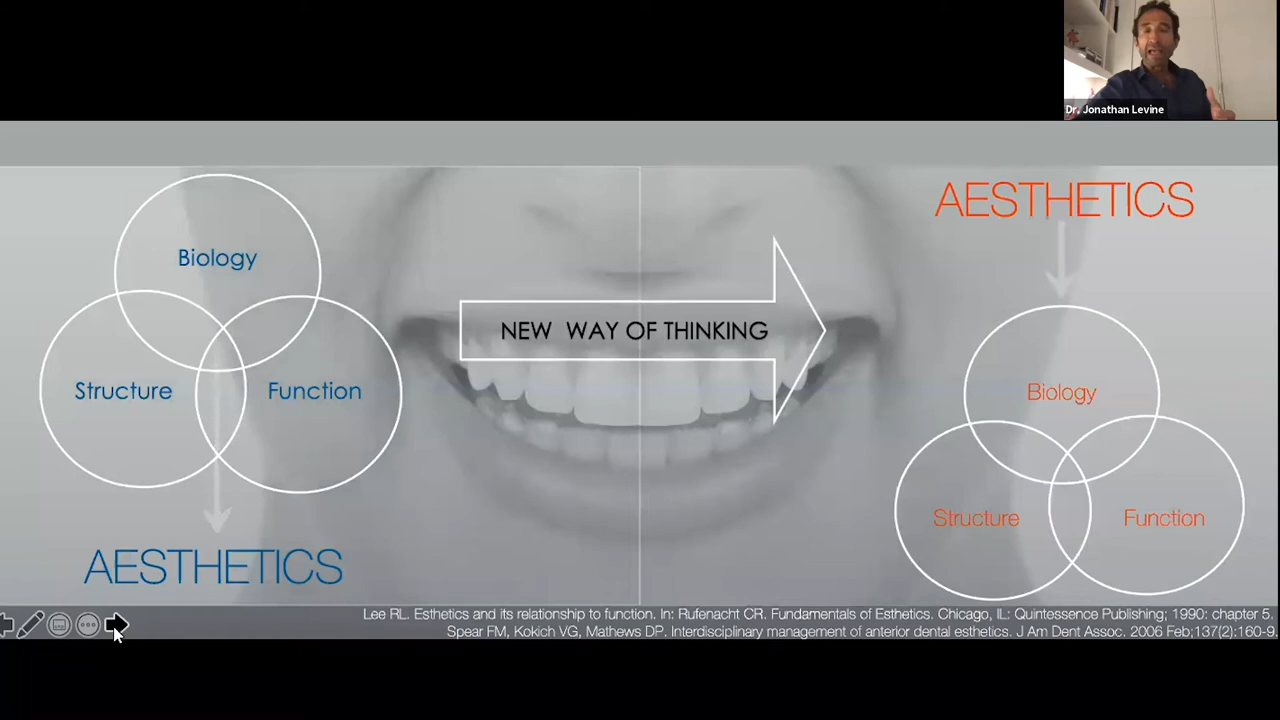 Dr. Jonathan Levine
Biology
Structure
Function
AESTHETICS
NEW WAY OF THINKING
AESTHETICS
Biology
Structure
Function
Lee RL. Esthetics and its relationship to function. In: Rufenacht CR. Fundamentals of Esthetics. Chicago, IL: Quintessence Publishing; 1990: chapter 5.
Spear FM, Kokich VG, Mathews DP. Interdisciplinary management of anterior dental esthetics. J Am Dent Assoc. 2006 Feb;137(2):160-9.